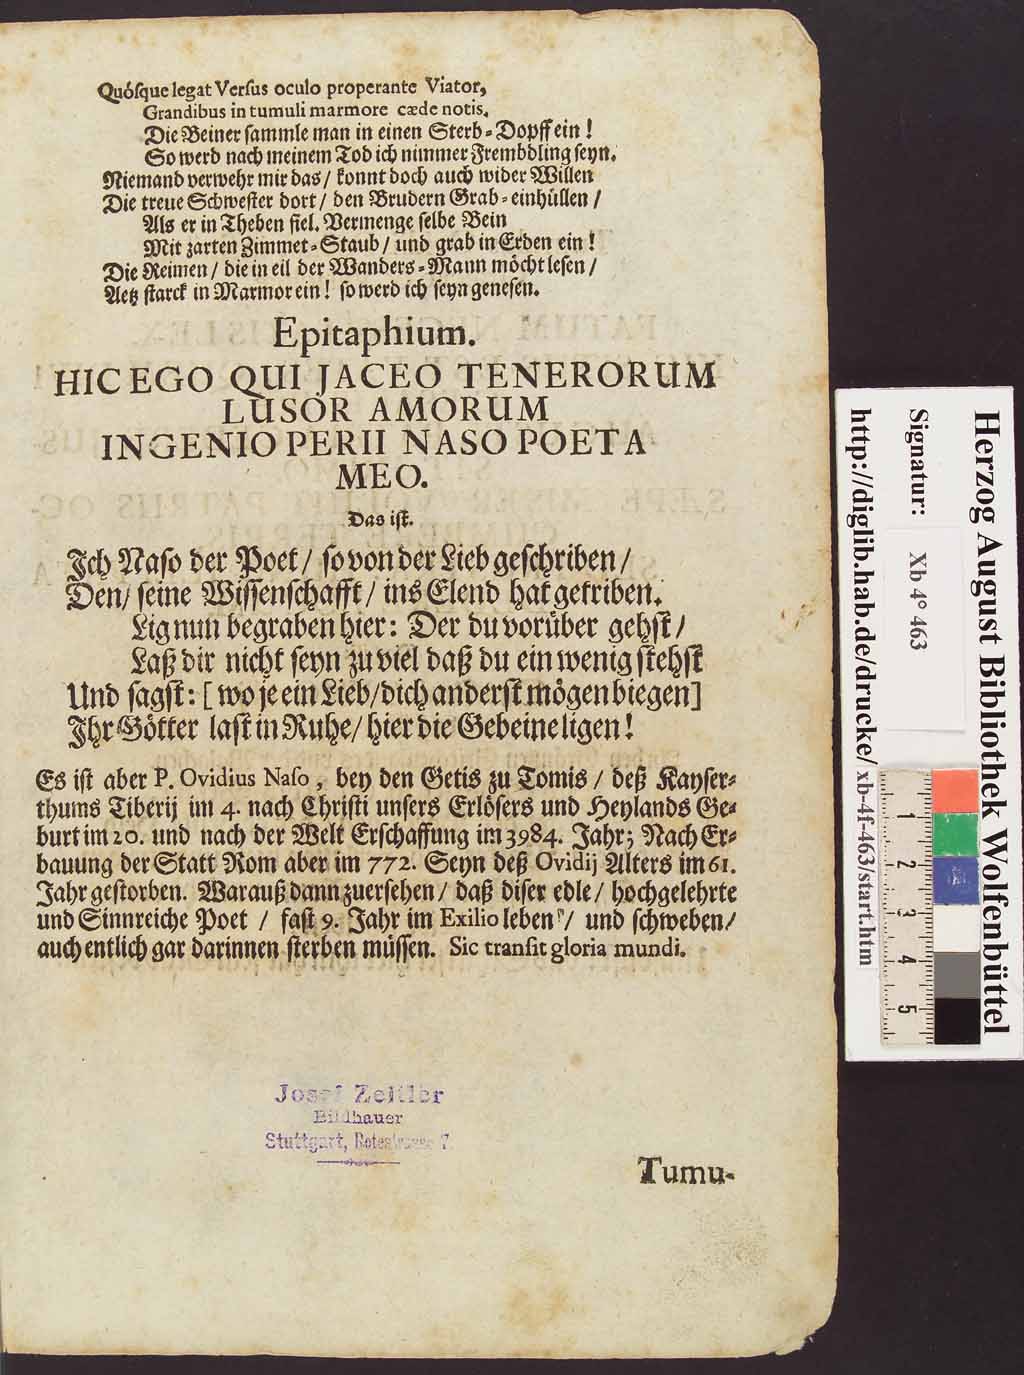 Quósque legat Versus oculo properante Viator,
Grandibus in tumuli marmore cæde notis.
Die Beiner sammle man in einen Sterb-Dopff ein!
So werd nach meinem Tod ich nimmer Frembdling seyn.
Niemand verwehr mir das / konnt doch auch wider Willen
Die treue Schwester dort / den Brudern Grab-einhüllen /
Als er in Theben fiel. Vermenge selbe Bein
Mit zarten Zimmet-Staub / und grab in Erden ein!
Die Reimen / die in eil der Wanders-Mann möcht lesen /
Aetz starck in Marmor ein! so werd ich seyn genesen.
Epitaphium.
HIC EGO QUI JACEO TENERORUM
LUSOR AMORUM
INGENIO PERII NASO POETA
MEO.
Das ist.
Ich Naso der Poet / so von der Lieb geschriben /
Den / seine Wissenschafft / ins Elend hat getriben.
Lig nun begraben hier: Der du vorüber gehst /
Laß dir nicht seyn zu viel daß du ein wenig stehst
Und sagst: [wo je ein Lieb / dich anderst mögen biegen]
Ihr Götter last in Ruhe / hier die Gebeine ligen!
Es ist aber P. Ovidius Naso, bey den Getis zu Tomis / deß Kayser-
thums Tiberij im 4. nach Christi unsers Erlösers und Heylands Ge-
burt im 20. und nach der Welt Erschaffung im 3984. Jahr; Nach Er-
bauung der Statt Rom aber im 772. Seyn deß Ovidij Alters im 61.
Jahr gestorben. Warauß dann zuersehen / daß diser edle / hochgelehrte
und Sinnreiche Poet / fast 9. Jahr im Exilio leben / und schweben /
auch entlich gar darinnen sterben müssen. Sic transit gloria mundi.
Josef Zeitler
Bildhauer
Stuttgart, 7
Tumu-
Herzog August Bibliothek Wolfenbüttel
Signatur: Xb 4° 463
http://diglib.hab.de/drucke/xb-4f-463/start.htm
1 2 3 4 5